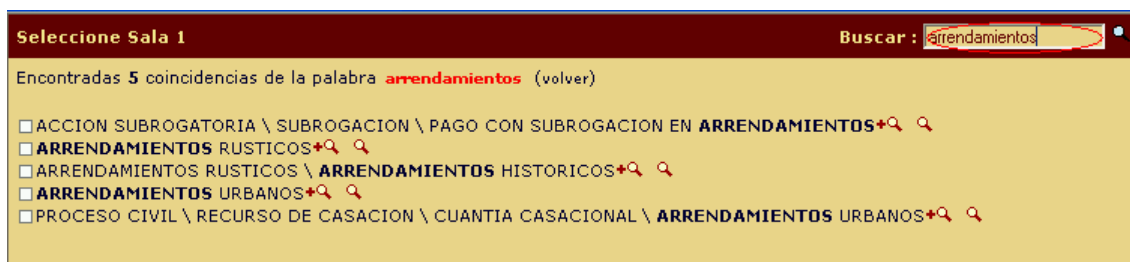 Seleccione Sala 1 Buscar : arrendamientos
Encontradas 5 coincidencias de la palabra arrendamientos (volver)
ACCION SUBROGATORIA \ SUBROGACION \ PAGO CON SUBROGACION EN ARRENDAMIENTOS+
ARRENDAMIENTOS RUSTICOS+
ARRENDAMIENTOS RUSTICOS \ ARRENDAMIENTOS HISTORICOS+
ARRENDAMIENTOS URBANOS+
PROCESO CIVIL \ RECURSO DE CASACION \ CUANTIA CASACIONAL \ ARRENDAMIENTOS URBANOS+